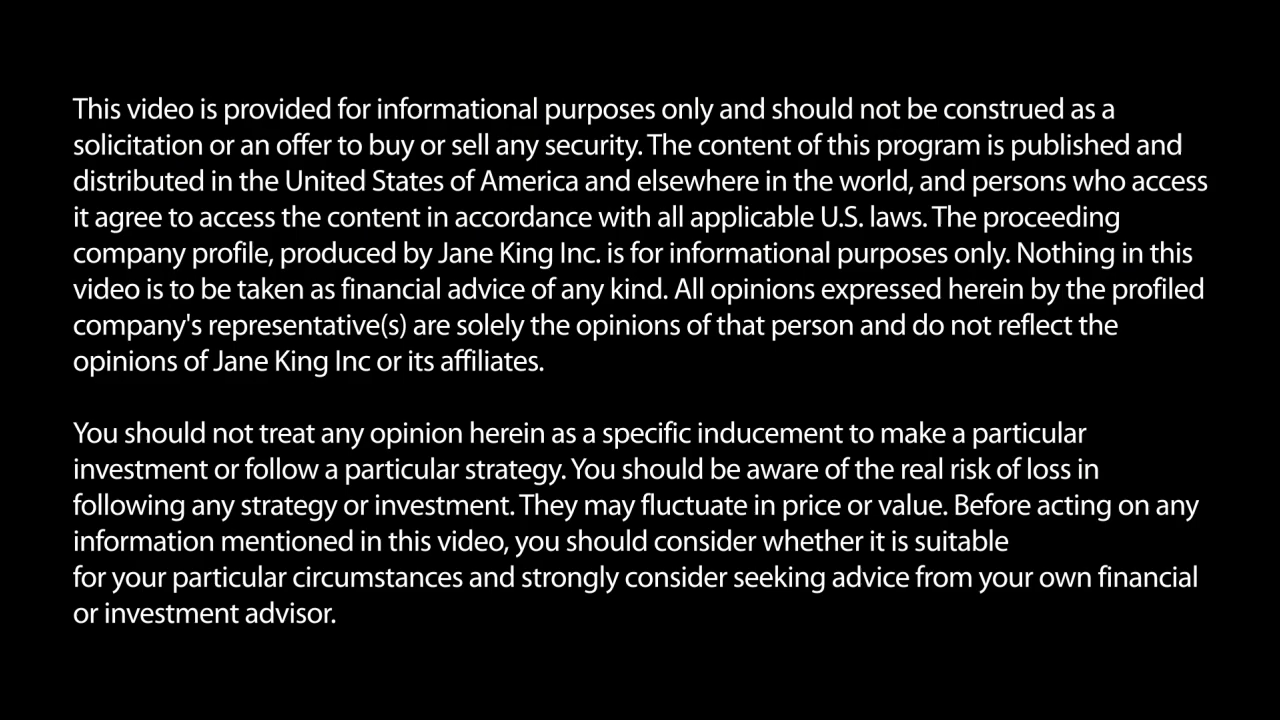 This video is provided for informational purposes only and should not be construed as a
solicitation or an offer to buy or sell any security. The content of this program is published and
distributed in the United States of America and elsewhere in the world, and persons who access
it agree to access the content in accordance with all applicable U.S. laws. The proceeding
company profile, produced by Jane King Inc. is for informational purposes only. Nothing in this
video is to be taken as financial advice of any kind. All opinions expressed herein by the profiled
company's representative(s) are solely the opinions of that person and do not reflect the
opinions of Jane King Inc or its affiliates.
You should not treat any opinion herein as a specific inducement to make a particular
investment or follow a particular strategy. You should be aware of the real risk of loss in
following any strategy or investment. They may fluctuate in price or value. Before acting on any
information mentioned in this video, you should consider whether it is suitable
for your particular circumstances and strongly consider seeking advice from your own financial
or investment advisor.